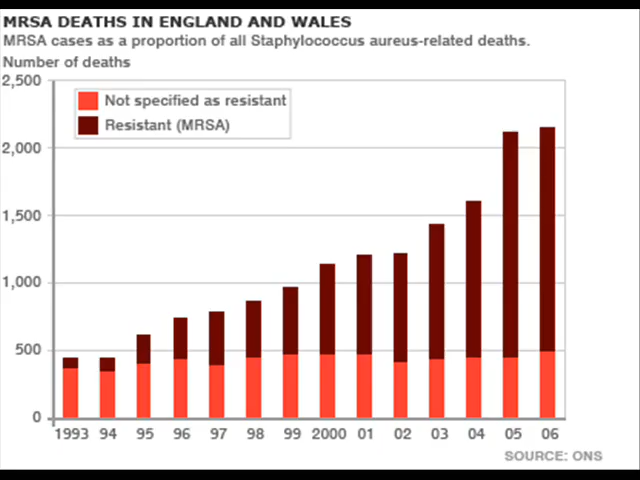 MRSA DEATHS IN ENGLAND AND WALES
MRSA cases as a proportion of all Staphylococcus aureus-related deaths.
Number of deaths
2,500
Not specified as resistant
Resistant (MRSA)
2,000
1,500
1,000
500
0
1993 94 95 96 97 98 99 2000 01 02 03 04 05 06
SOURCE: ONS